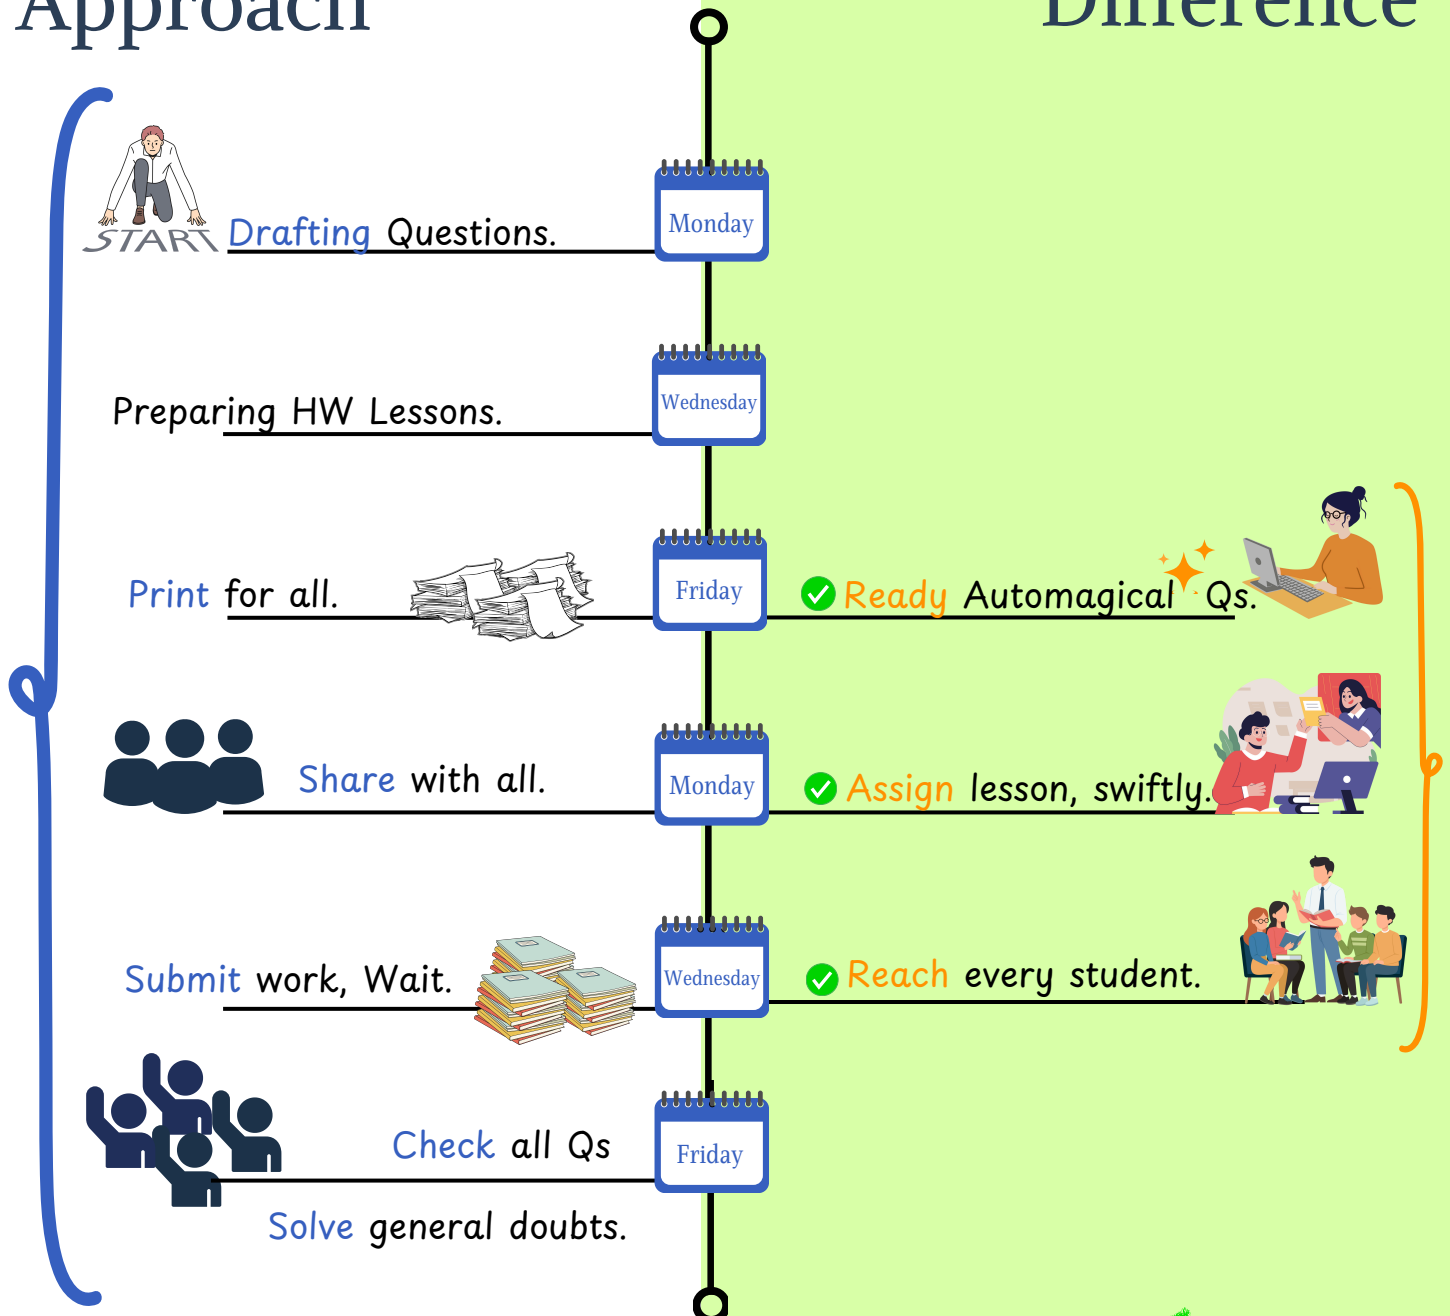 Approach
Difference
START
Drafting Questions.
Monday
Preparing HW Lessons.
Wednesday
Print for all.
Friday
Ready Automagical Qs.
Share with all.
Monday
Assign lesson, swiftly.
Submit work, Wait.
Wednesday
Reach every student.
Check all Qs
Friday
Solve general doubts.